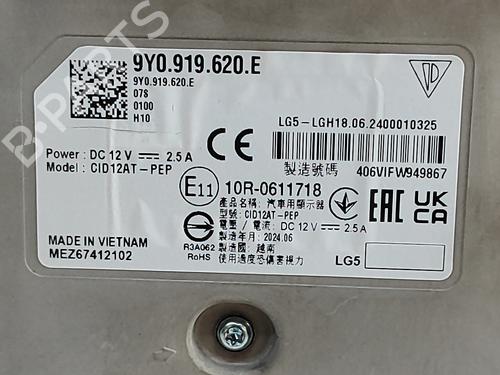 9Y0.919.620.E
9Y0.919.620.E
07S
0100
H10
LG5-LGH18.06.2400010325
CE
製造號碼 406VIFW949867
Power : DC 12 V 2.5 A
Model : CID12AT-PEP
E11 10R-0611718
產品名稱：汽車用顯示器
型號: CID12AT-PEP
電壓 / 電流: DC 12 V 2.5 A
製造年月: 2024.06
製造國: 越南
使用過度恐傷害視力
R3A062
RoHS
EAC UKCA
MADE IN VIETNAM
MEZ67412102
LG5
B-PARTS